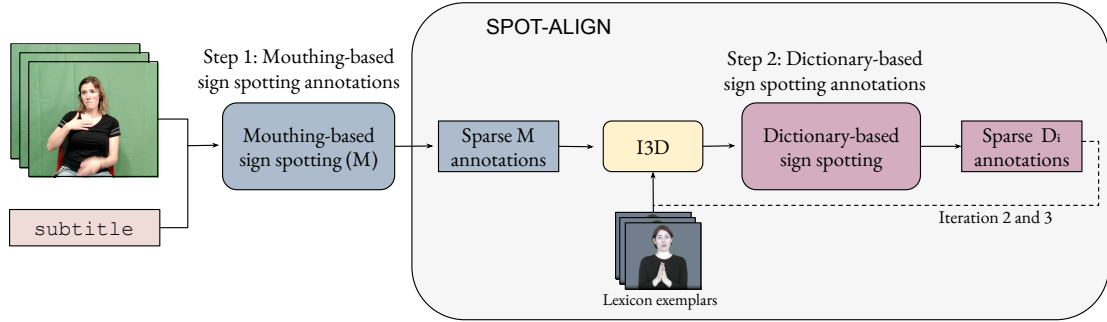 SPOT-ALIGN
Step 1: Mouthing-based
sign spotting annotations
Step 2: Dictionary-based
sign spotting annotations
Mouthing-based
sign spotting (M)
Sparse M
annotations
I3D
Dictionary-based
sign spotting
Sparse Di
annotations
subtitle
Iteration 2 and 3
Lexicon exemplars